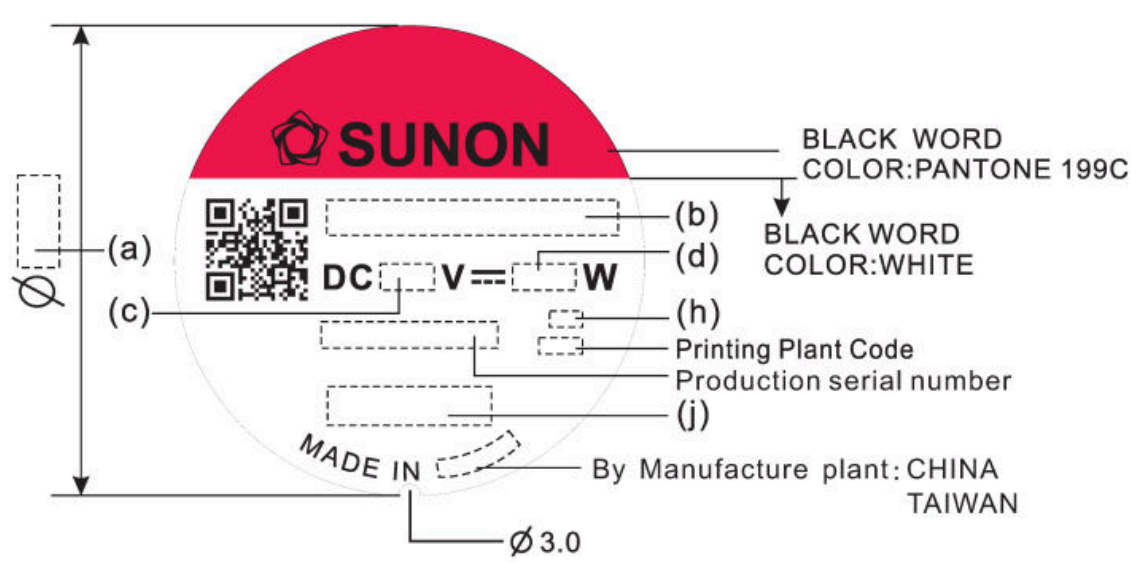 SUNON
BLACK WORD
COLOR:PANTONE 199C
(b)
BLACK WORD
COLOR:WHITE
(a)
(d)
DC V W
(c)
(h)
Printing Plant Code
Production serial number
(j)
MADE IN
By Manufacture plant: CHINA
TAIWAN
Ø
Ø 3.0